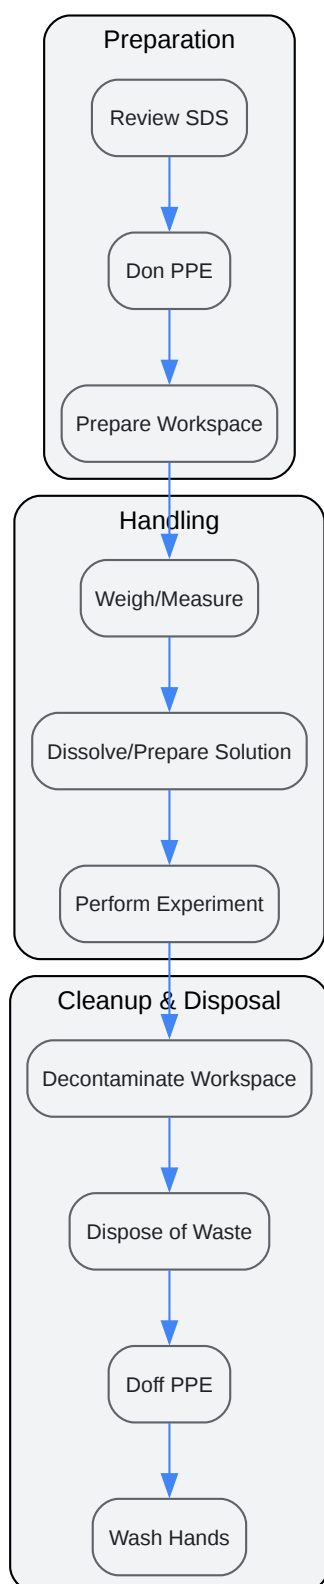 Preparation
Review SDS
Don PPE
Prepare Workspace
Handling
Weigh/Measure
Dissolve/Prepare Solution
Perform Experiment
Cleanup & Disposal
Decontaminate Workspace
Dispose of Waste
Doff PPE
Wash Hands